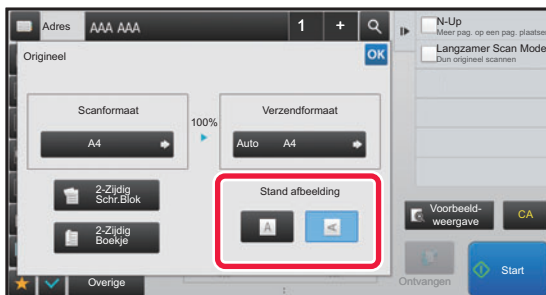 Adres AAA AAA 1 +
N-Up
Meer pag. op een pag. plaatsen
Langzamer Scan Mode
Dun origineel scannen
Origineel OK
Scanformaat
100%
Verzendformaat
A4
Auto A4
2-Zijdig
Schr.Blok
2-Zijdig
Boekje
Stand afbeelding
A A
Voorbeeld-
weergave
CA
Overige
Ontvangen
Start